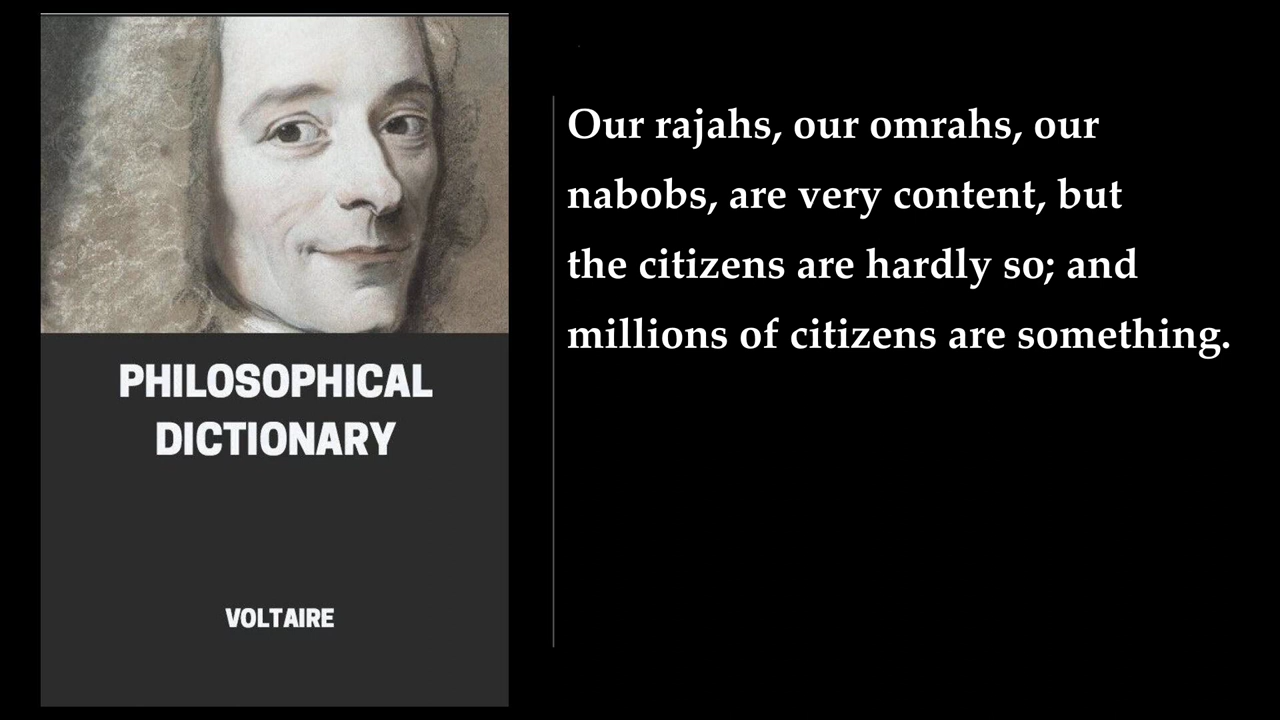 PHILOSOPHICAL
DICTIONARY
VOLTAIRE
Our rajahs, our omrahs, our
nabobs, are very content, but
the citizens are hardly so; and
millions of citizens are something.